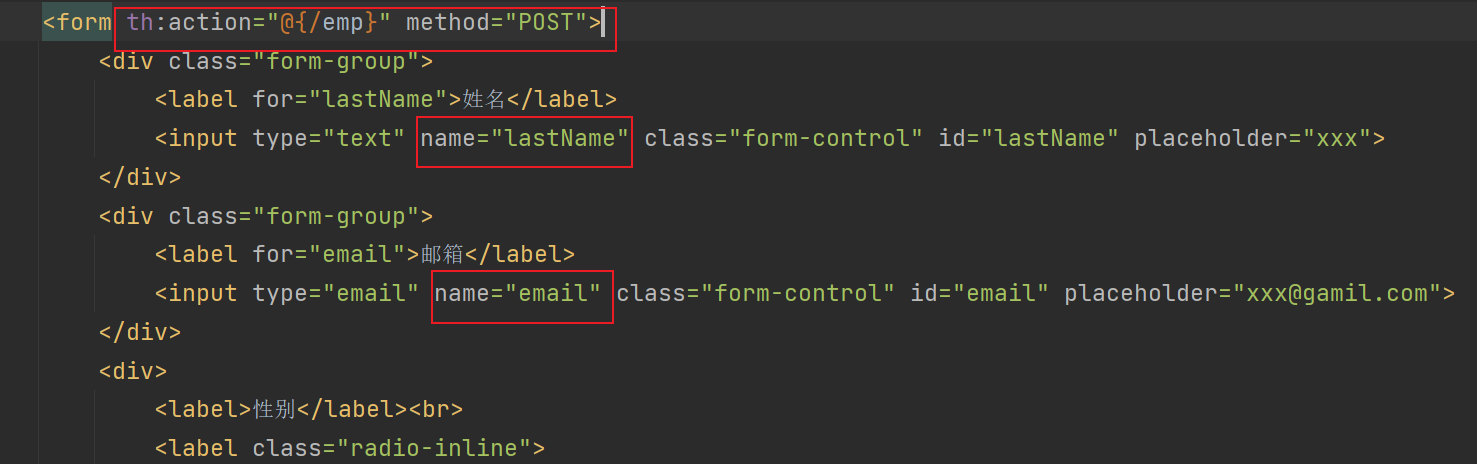 <form th:action="@{/emp}" method="POST">
<div class="form-group">
<label for="lastName">姓名</label>
<input type="text" name="lastName" class="form-control" id="lastName" placeholder="xxx">
</div>
<div class="form-group">
<label for="email">邮箱</label>
<input type="email" name="email" class="form-control" id="email" placeholder="xxx@gamil.com">
</div>
<div>
<label>性别</label><br>
<label class="radio-inline">